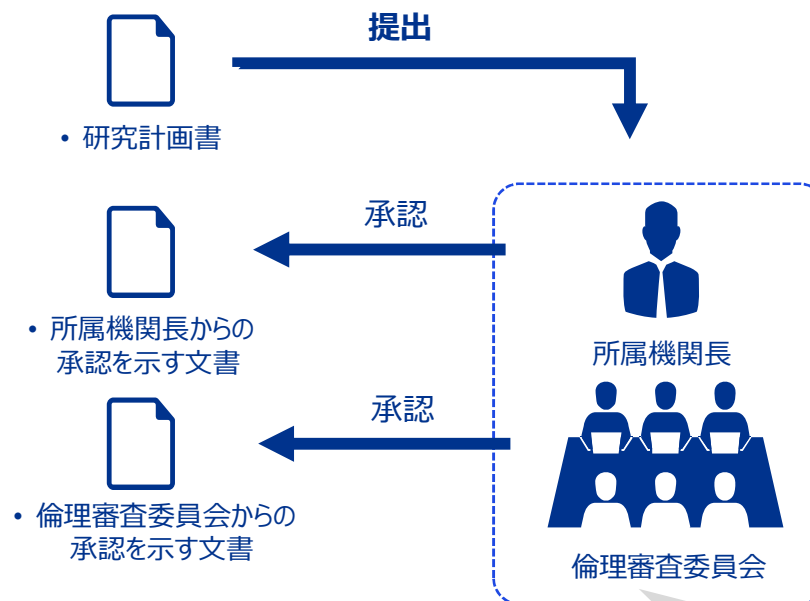 提出
• 研究計画書
承認
• 所属機関長からの
承認を示す文書
所属機関長
承認
• 倫理審査委員会からの
承認を示す文書
倫理審査委員会